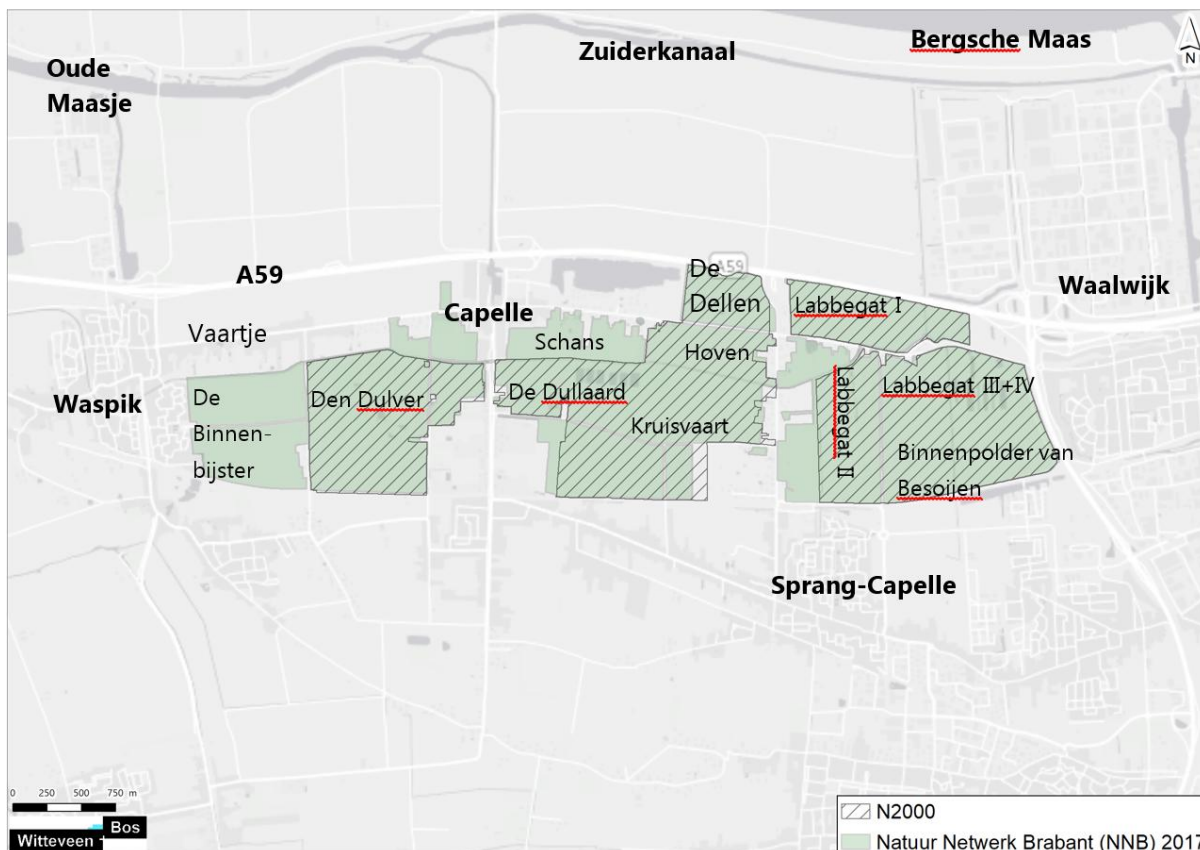 Oude
Maasje
Zuiderkanaal
Bergsche Maas
N
A59
A59
De
Dellen
Labbegat I
Waalwijk
Vaartje
Capelle
Schans
Hoven
Waspik
De
Binnen-
bijster
Den Dulver
De Dullaard
Kruisvaart
Labbegat II
Labbegat III+IV
Binnenpolder van
Besoijen
Sprang-Capelle
0 250 500 750 m
Witteveen + Bos
N2000
Natuur Netwerk Brabant (NNB) 2017